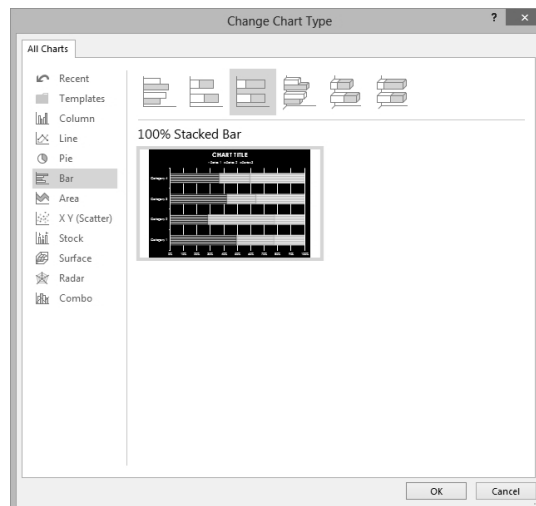 Change Chart Type
?
All Charts
Recent
Templates
Column
Line
Pie
Bar
Area
X Y (Scatter)
Stock
Surface
Radar
Combo
100% Stacked Bar
CHART TITLE
OK
Cancel